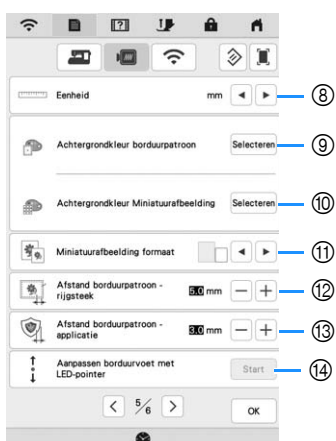 Eenheid mm ◀ ▶ ⑧
Achtergrondkleur borduurpatroon Selecteren ⑨
Achtergrondkleur Miniatuurafbeelding Selecteren ⑩
Miniatuurafbeelding formaat ◀ ▶ ⑪
Afstand borduurpatroon -
rijgsteek 5.0 mm − + ⑫
Afstand borduurpatroon -
applicatie 3.0 mm − + ⑬
Aanpassen borduurvoet met
LED-pointer Start ⑭
< 5/6 > OK